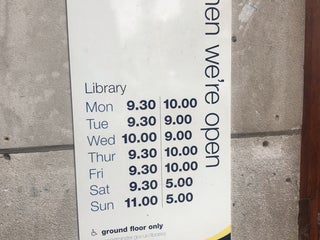 when we're open
Library
Mon 9.30 10.00
Tue 9.30 9.00
Wed 10.00 9.00
Thur 9.30 10.00
Fri 9.30 10.00
Sat 9.30 5.00
Sun 11.00 5.00
ground floor only